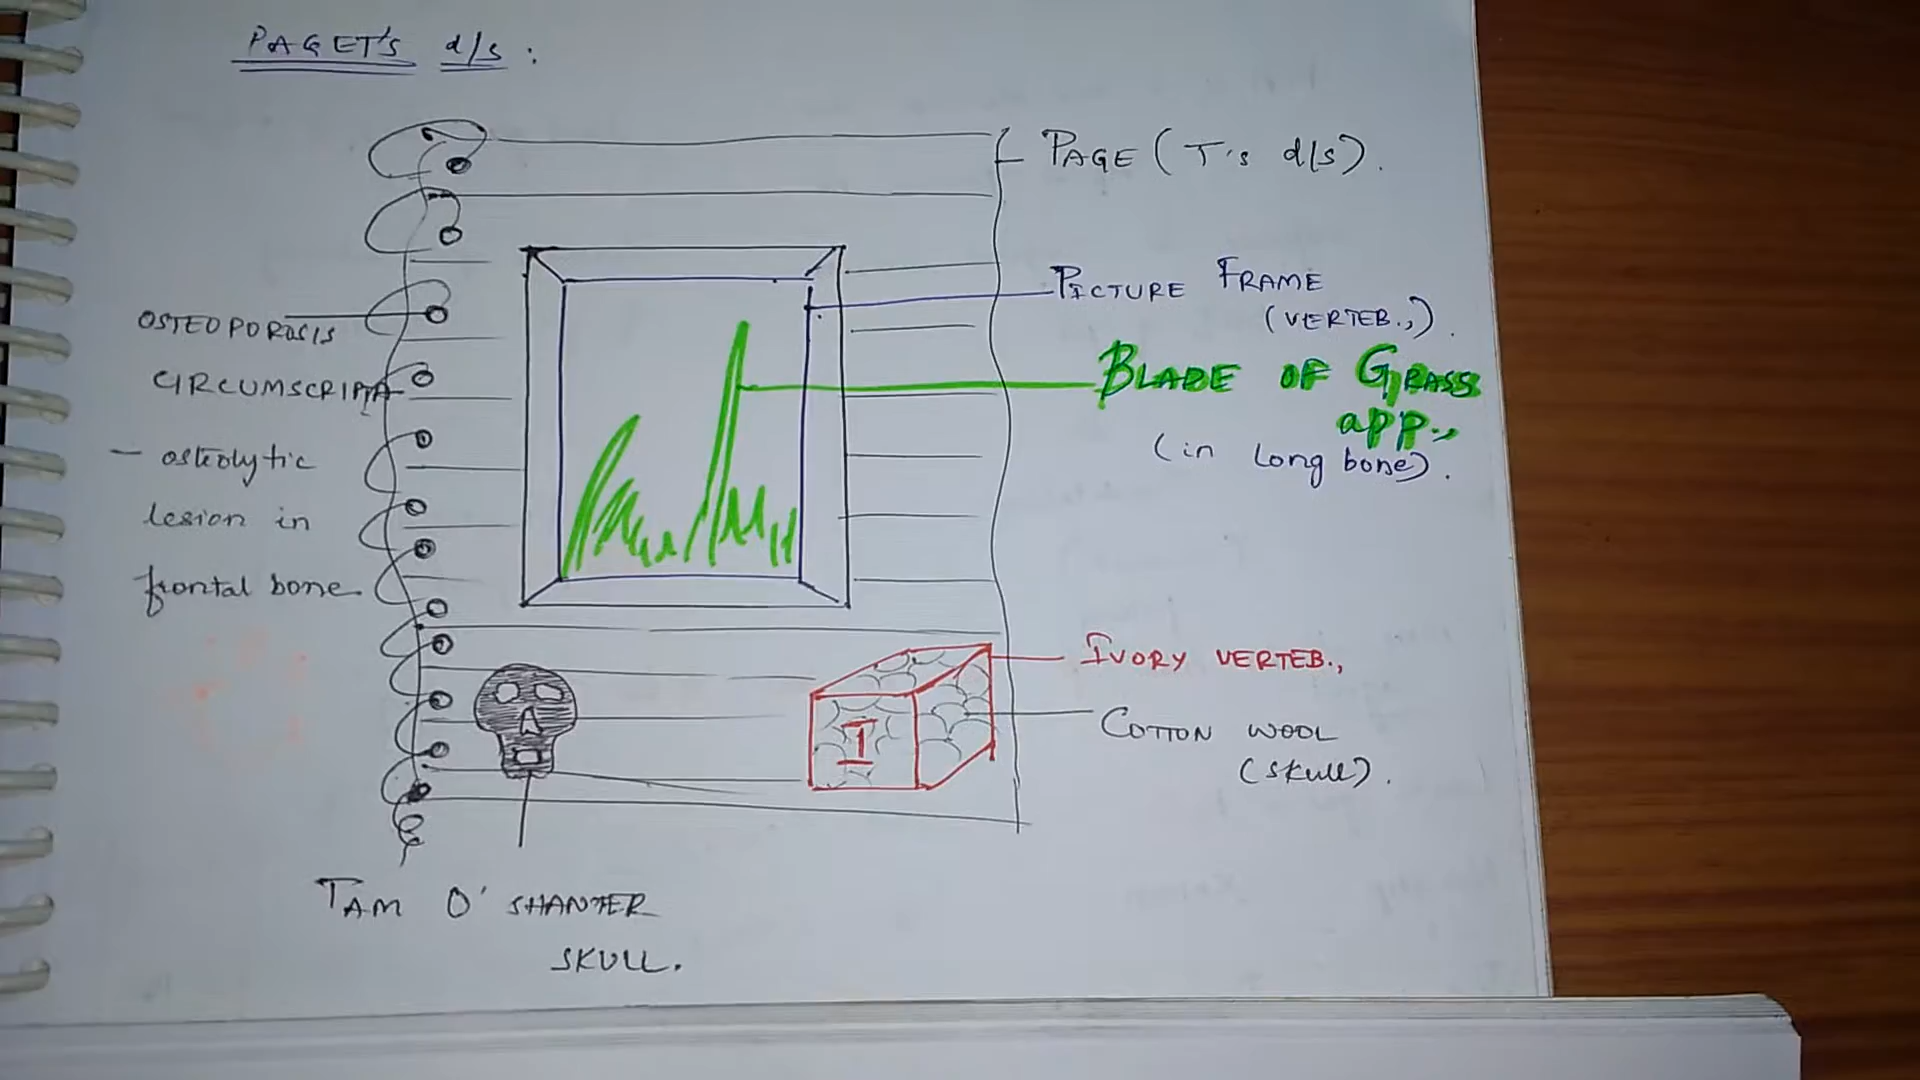 PAGET'S d/s :
PAGE (T's d/s).
PICTURE FRAME
(VERTEB.,).
BLADE OF GRASS
app.,
(in long bone).
OSTEOPOROSIS
CIRCUMSCRIPTA
- osteolytic
lesion in
frontal bone.
IVORY VERTEB.,
I
COTTON WOOL
(skull).
TAM O' SHANTER
SKULL.